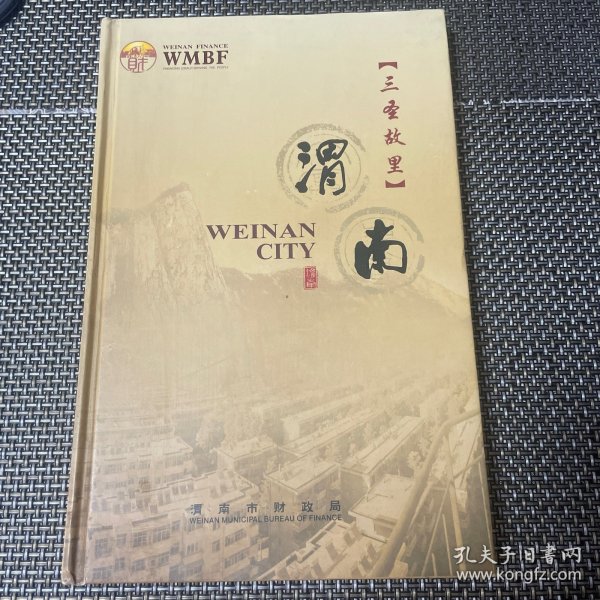 WEINAN FINANCE
WMBF
【三圣故里】
渭南
WEINAN
CITY
渭南市财政局
WEINAN MUNICIPAL BUREAU OF FINANCE
孔夫子旧书网
www.kongfz.com